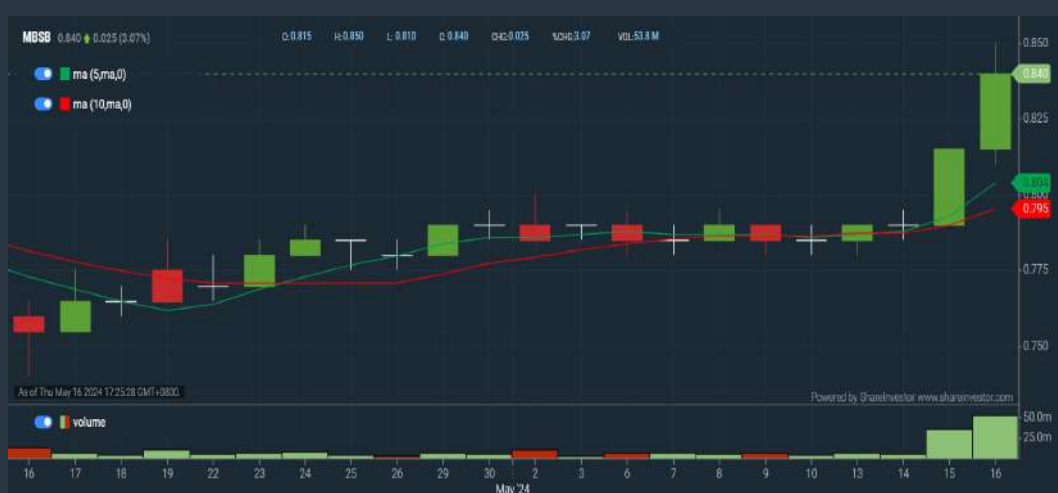 MBSB 0.840 0.025 (3.07%)
O: 0.815 H: 0.850 L: 0.810 C: 0.840 CHG: 0.025 %CHG: 3.07 VOL: 53.8 M
ma (5,ma,0)
ma (10,ma,0)
0.850
0.840
0.825
0.804
0.800
0.795
0.775
0.750
As of Thu May 16 2024 17:25:28 GMT+0800.
Powered by ShareInvestor www.shareinvestor.com
volume
50.0m
25.0m
16 17 18 19 22 23 24 25 26 29 30 2 3 6 7 8 9 10 13 14 15 16
May '24